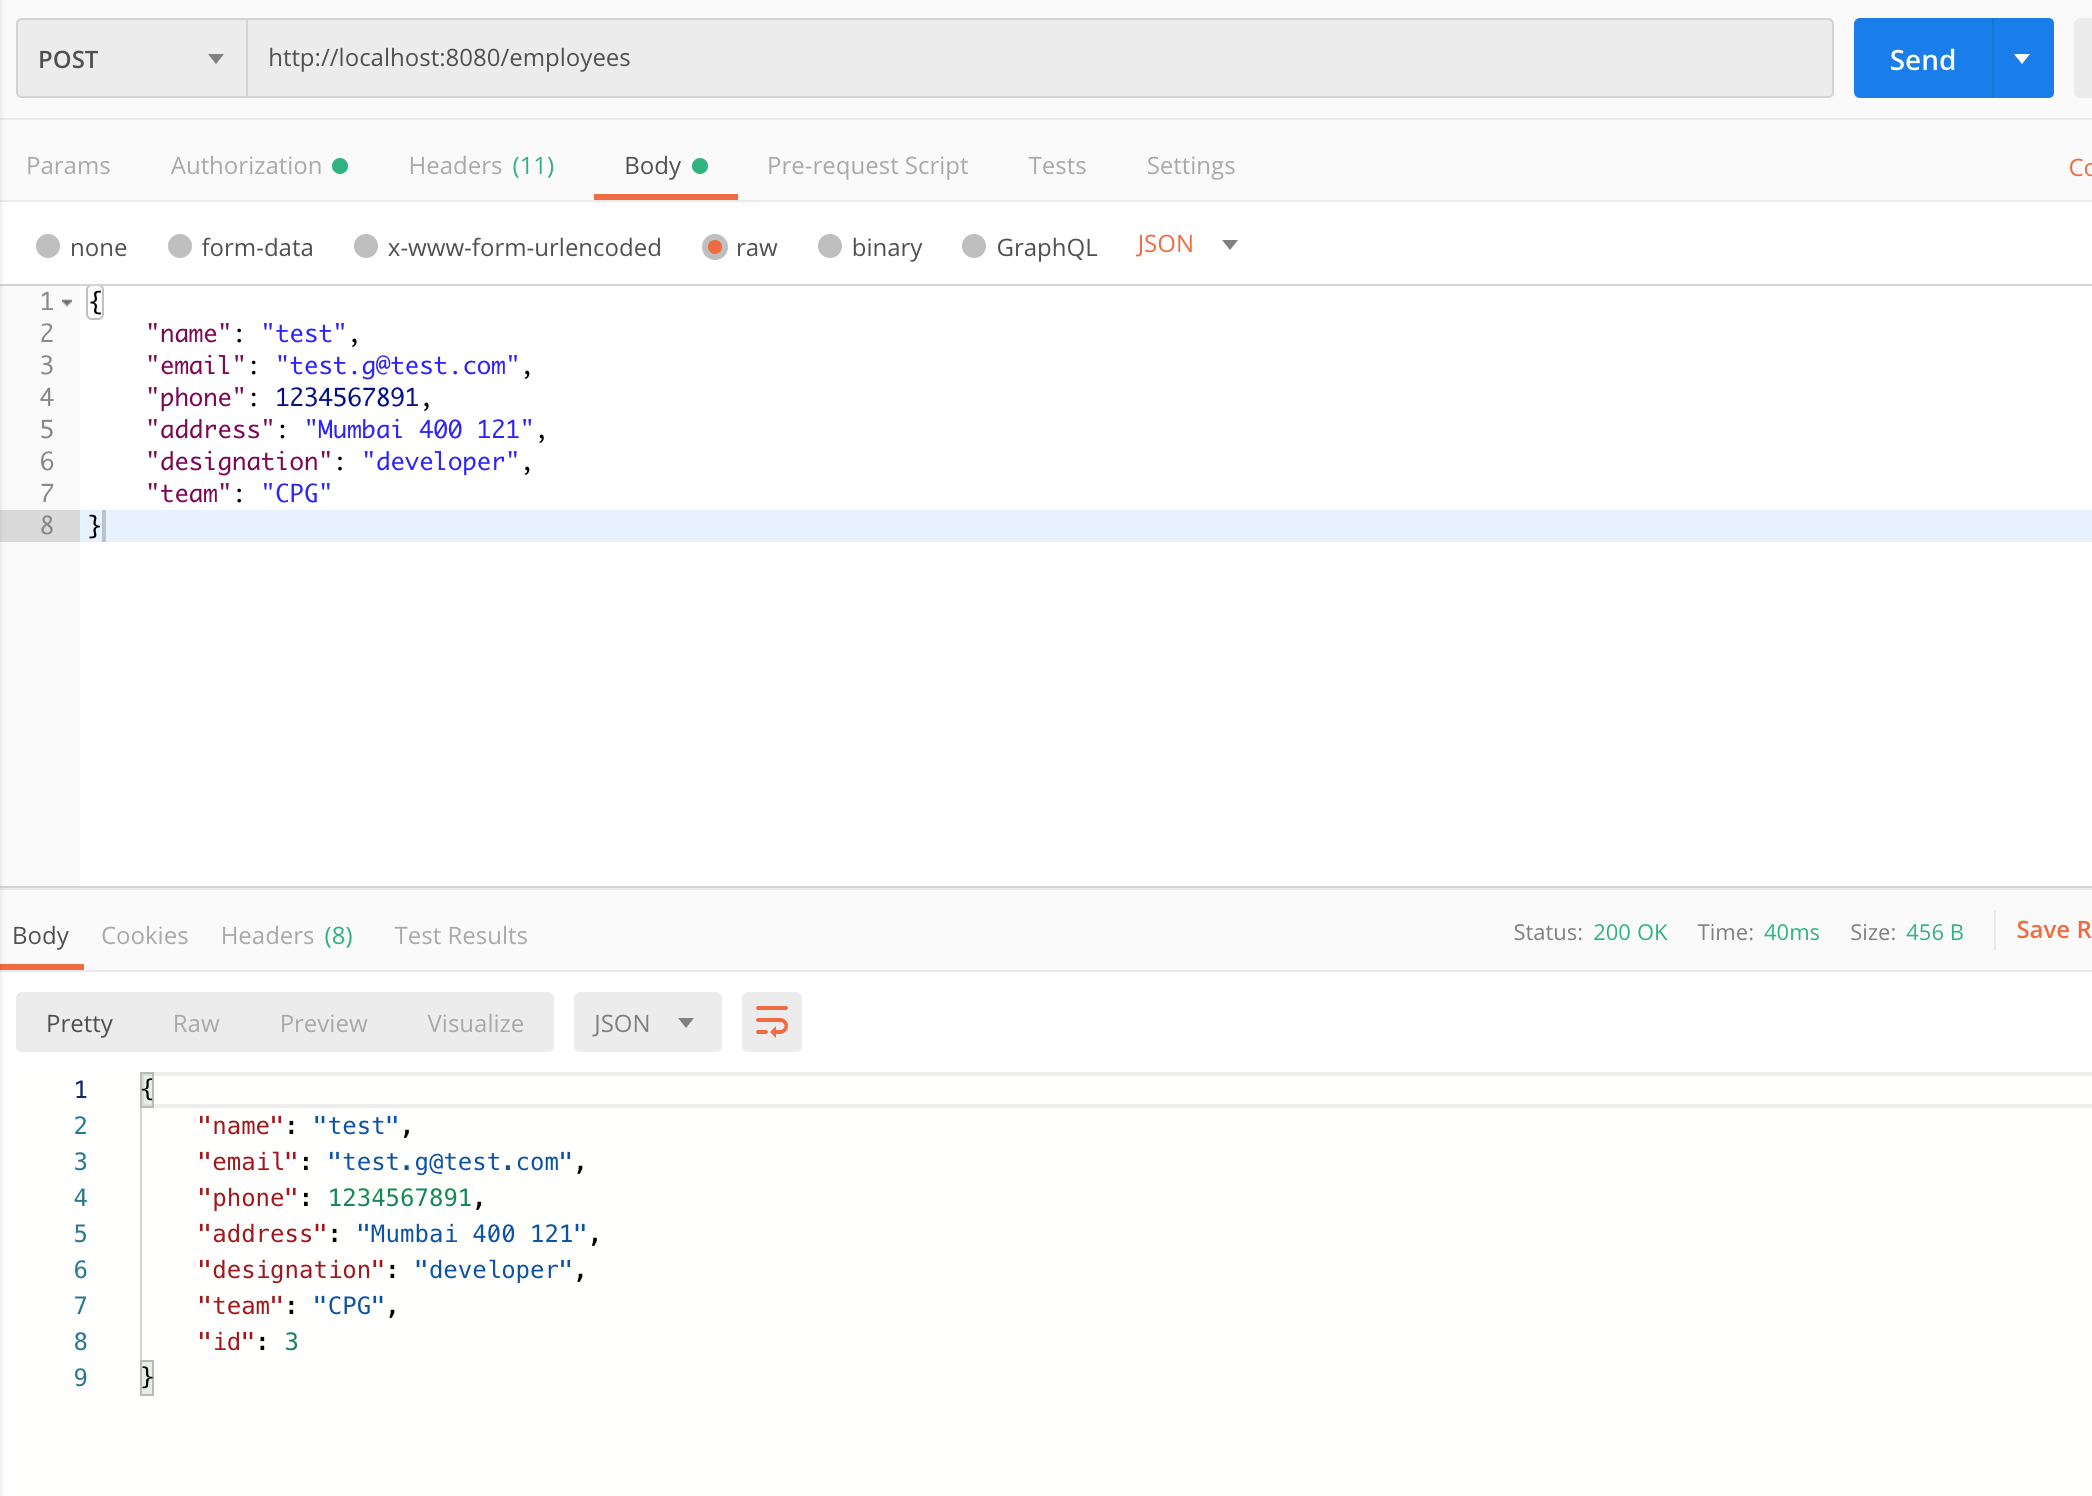 POST http://localhost:8080/employees Send
Params Authorization Headers (11) Body Pre-request Script Tests Settings Co
none form-data x-www-form-urlencoded raw binary GraphQL JSON
1 {
2 "name": "test",
3 "email": "test.g@test.com",
4 "phone": 1234567891,
5 "address": "Mumbai 400 121",
6 "designation": "developer",
7 "team": "CPG"
8 }
Body Cookies Headers (8) Test Results Status: 200 OK Time: 40ms Size: 456 B Save R
Pretty Raw Preview Visualize JSON
1 {
2 "name": "test",
3 "email": "test.g@test.com",
4 "phone": 1234567891,
5 "address": "Mumbai 400 121",
6 "designation": "developer",
7 "team": "CPG",
8 "id": 3
9 }